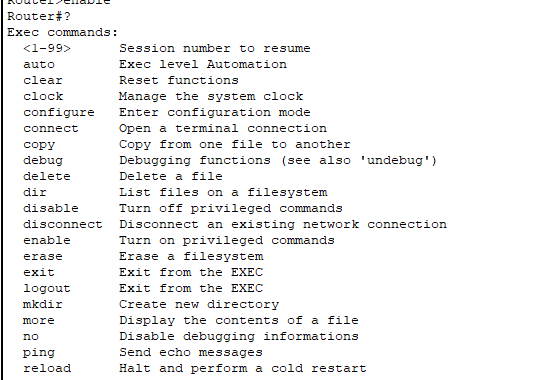 Router>enable
Router#?
Exec commands:
  <1-99>      Session number to resume
  auto        Exec level Automation
  clear       Reset functions
  clock       Manage the system clock
  configure   Enter configuration mode
  connect     Open a terminal connection
  copy        Copy from one file to another
  debug       Debugging functions (see also 'undebug')
  delete      Delete a file
  dir         List files on a filesystem
  disable     Turn off privileged commands
  disconnect  Disconnect an existing network connection
  enable      Turn on privileged commands
  erase       Erase a filesystem
  exit        Exit from the EXEC
  logout      Exit from the EXEC
  mkdir       Create new directory
  more        Display the contents of a file
  no          Disable debugging informations
  ping        Send echo messages
  reload      Halt and perform a cold restart